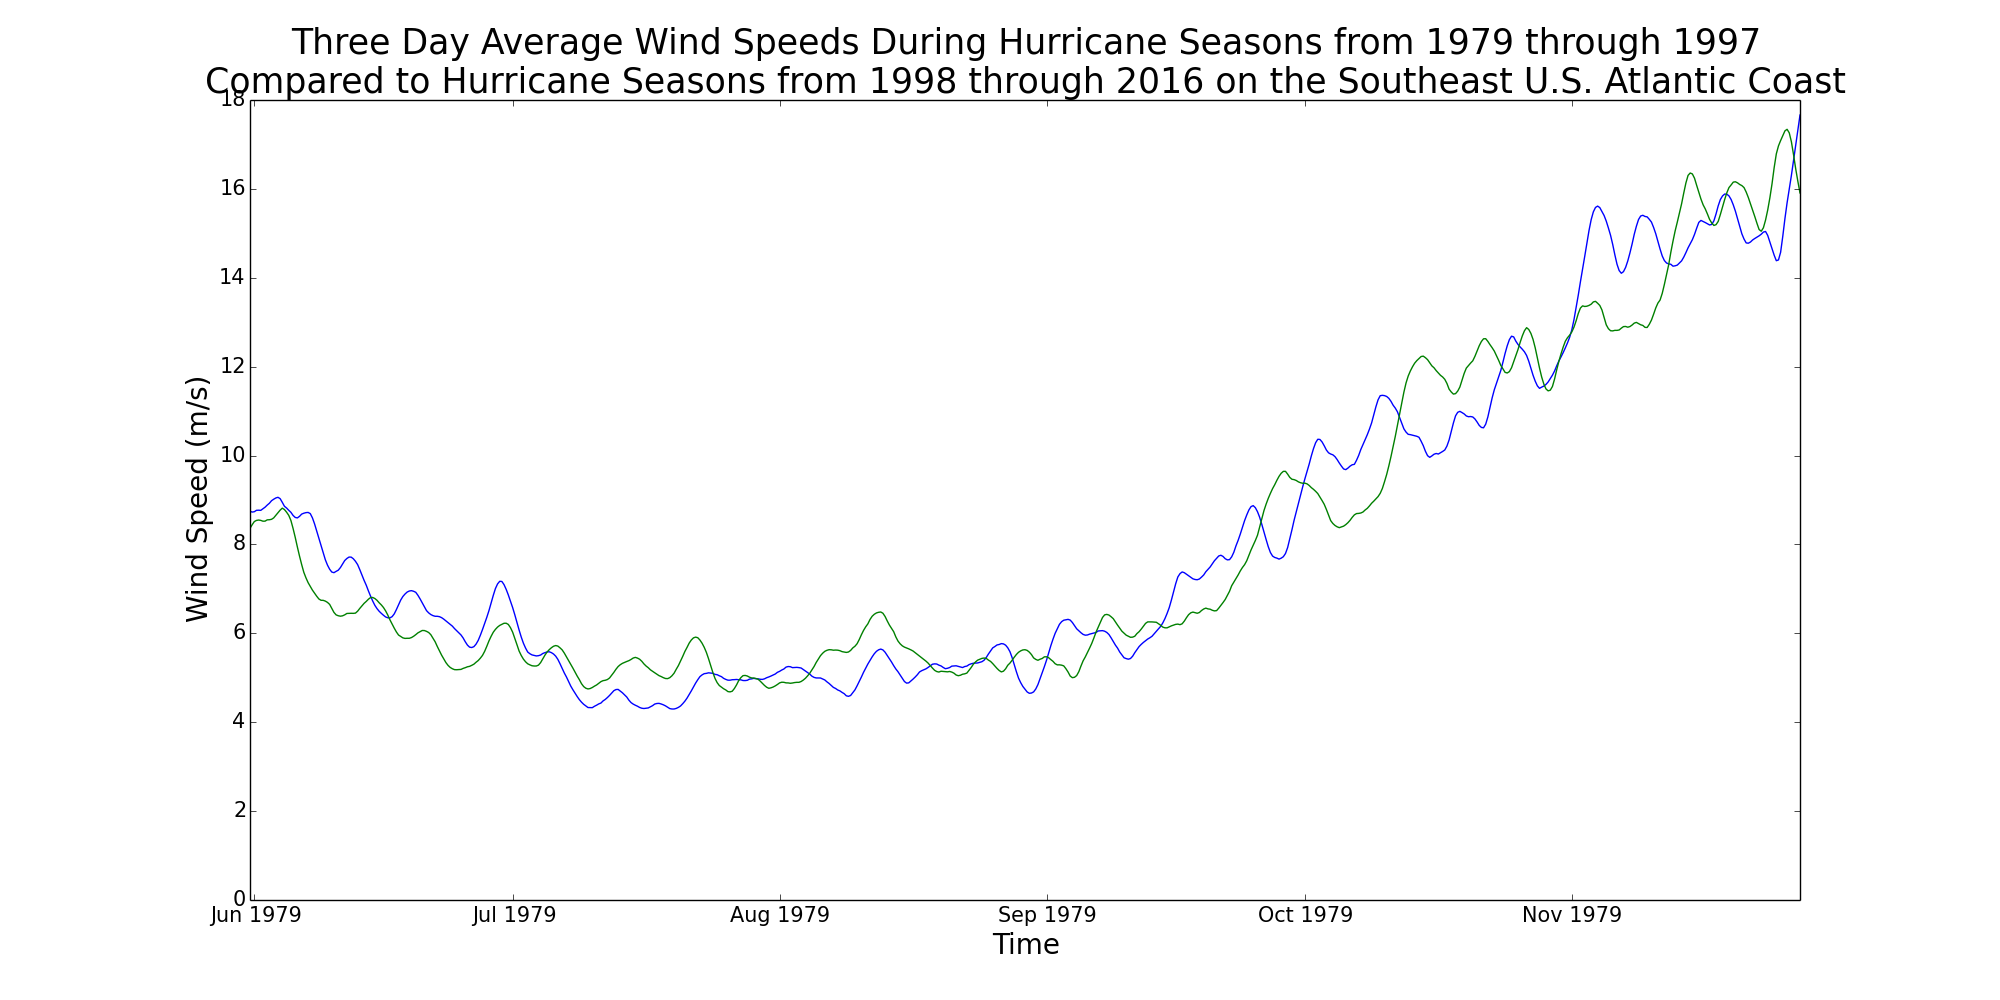 Three Day Average Wind Speeds During Hurricane Seasons from 1979 through 1997
Compared to Hurricane Seasons from 1998 through 2016 on the Southeast U.S. Atlantic Coast
18
16
14
12
10
8
6
4
2
0
Wind Speed (m/s)
Jun 1979
Jul 1979
Aug 1979
Sep 1979
Oct 1979
Nov 1979
Time